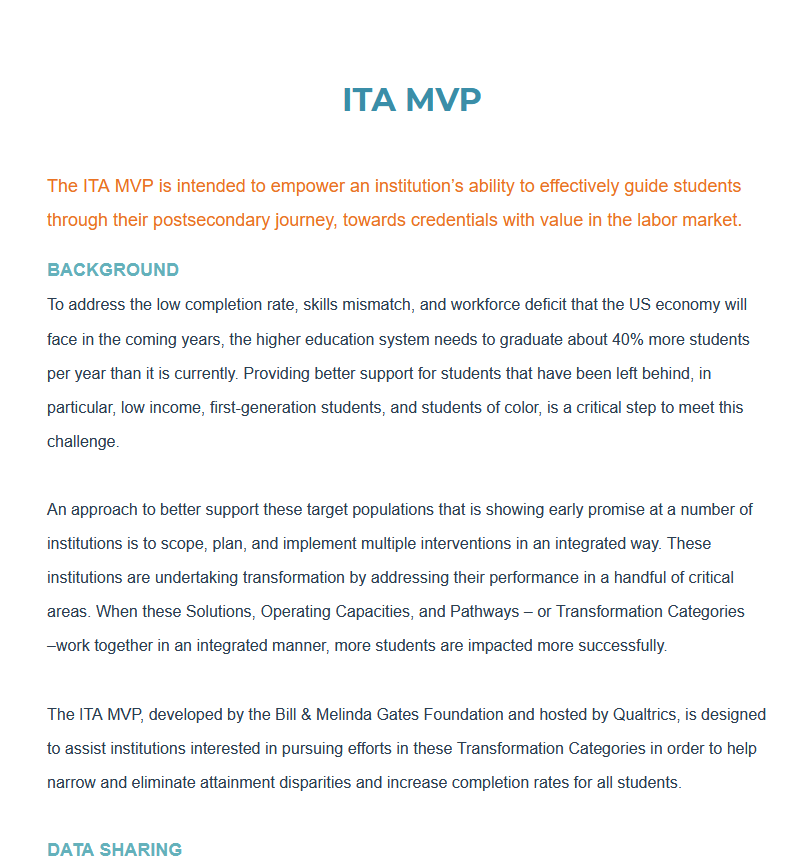 ITA MVP
The ITA MVP is intended to empower an institution’s ability to effectively guide students
through their postsecondary journey, towards credentials with value in the labor market.
BACKGROUND
To address the low completion rate, skills mismatch, and workforce deficit that the US economy will
face in the coming years, the higher education system needs to graduate about 40% more students
per year than it is currently. Providing better support for students that have been left behind, in
particular, low income, first-generation students, and students of color, is a critical step to meet this
challenge.
An approach to better support these target populations that is showing early promise at a number of
institutions is to scope, plan, and implement multiple interventions in an integrated way. These
institutions are undertaking transformation by addressing their performance in a handful of critical
areas. When these Solutions, Operating Capacities, and Pathways – or Transformation Categories
–work together in an integrated manner, more students are impacted more successfully.
The ITA MVP, developed by the Bill & Melinda Gates Foundation and hosted by Qualtrics, is designed
to assist institutions interested in pursuing efforts in these Transformation Categories in order to help
narrow and eliminate attainment disparities and increase completion rates for all students.
DATA SHARING